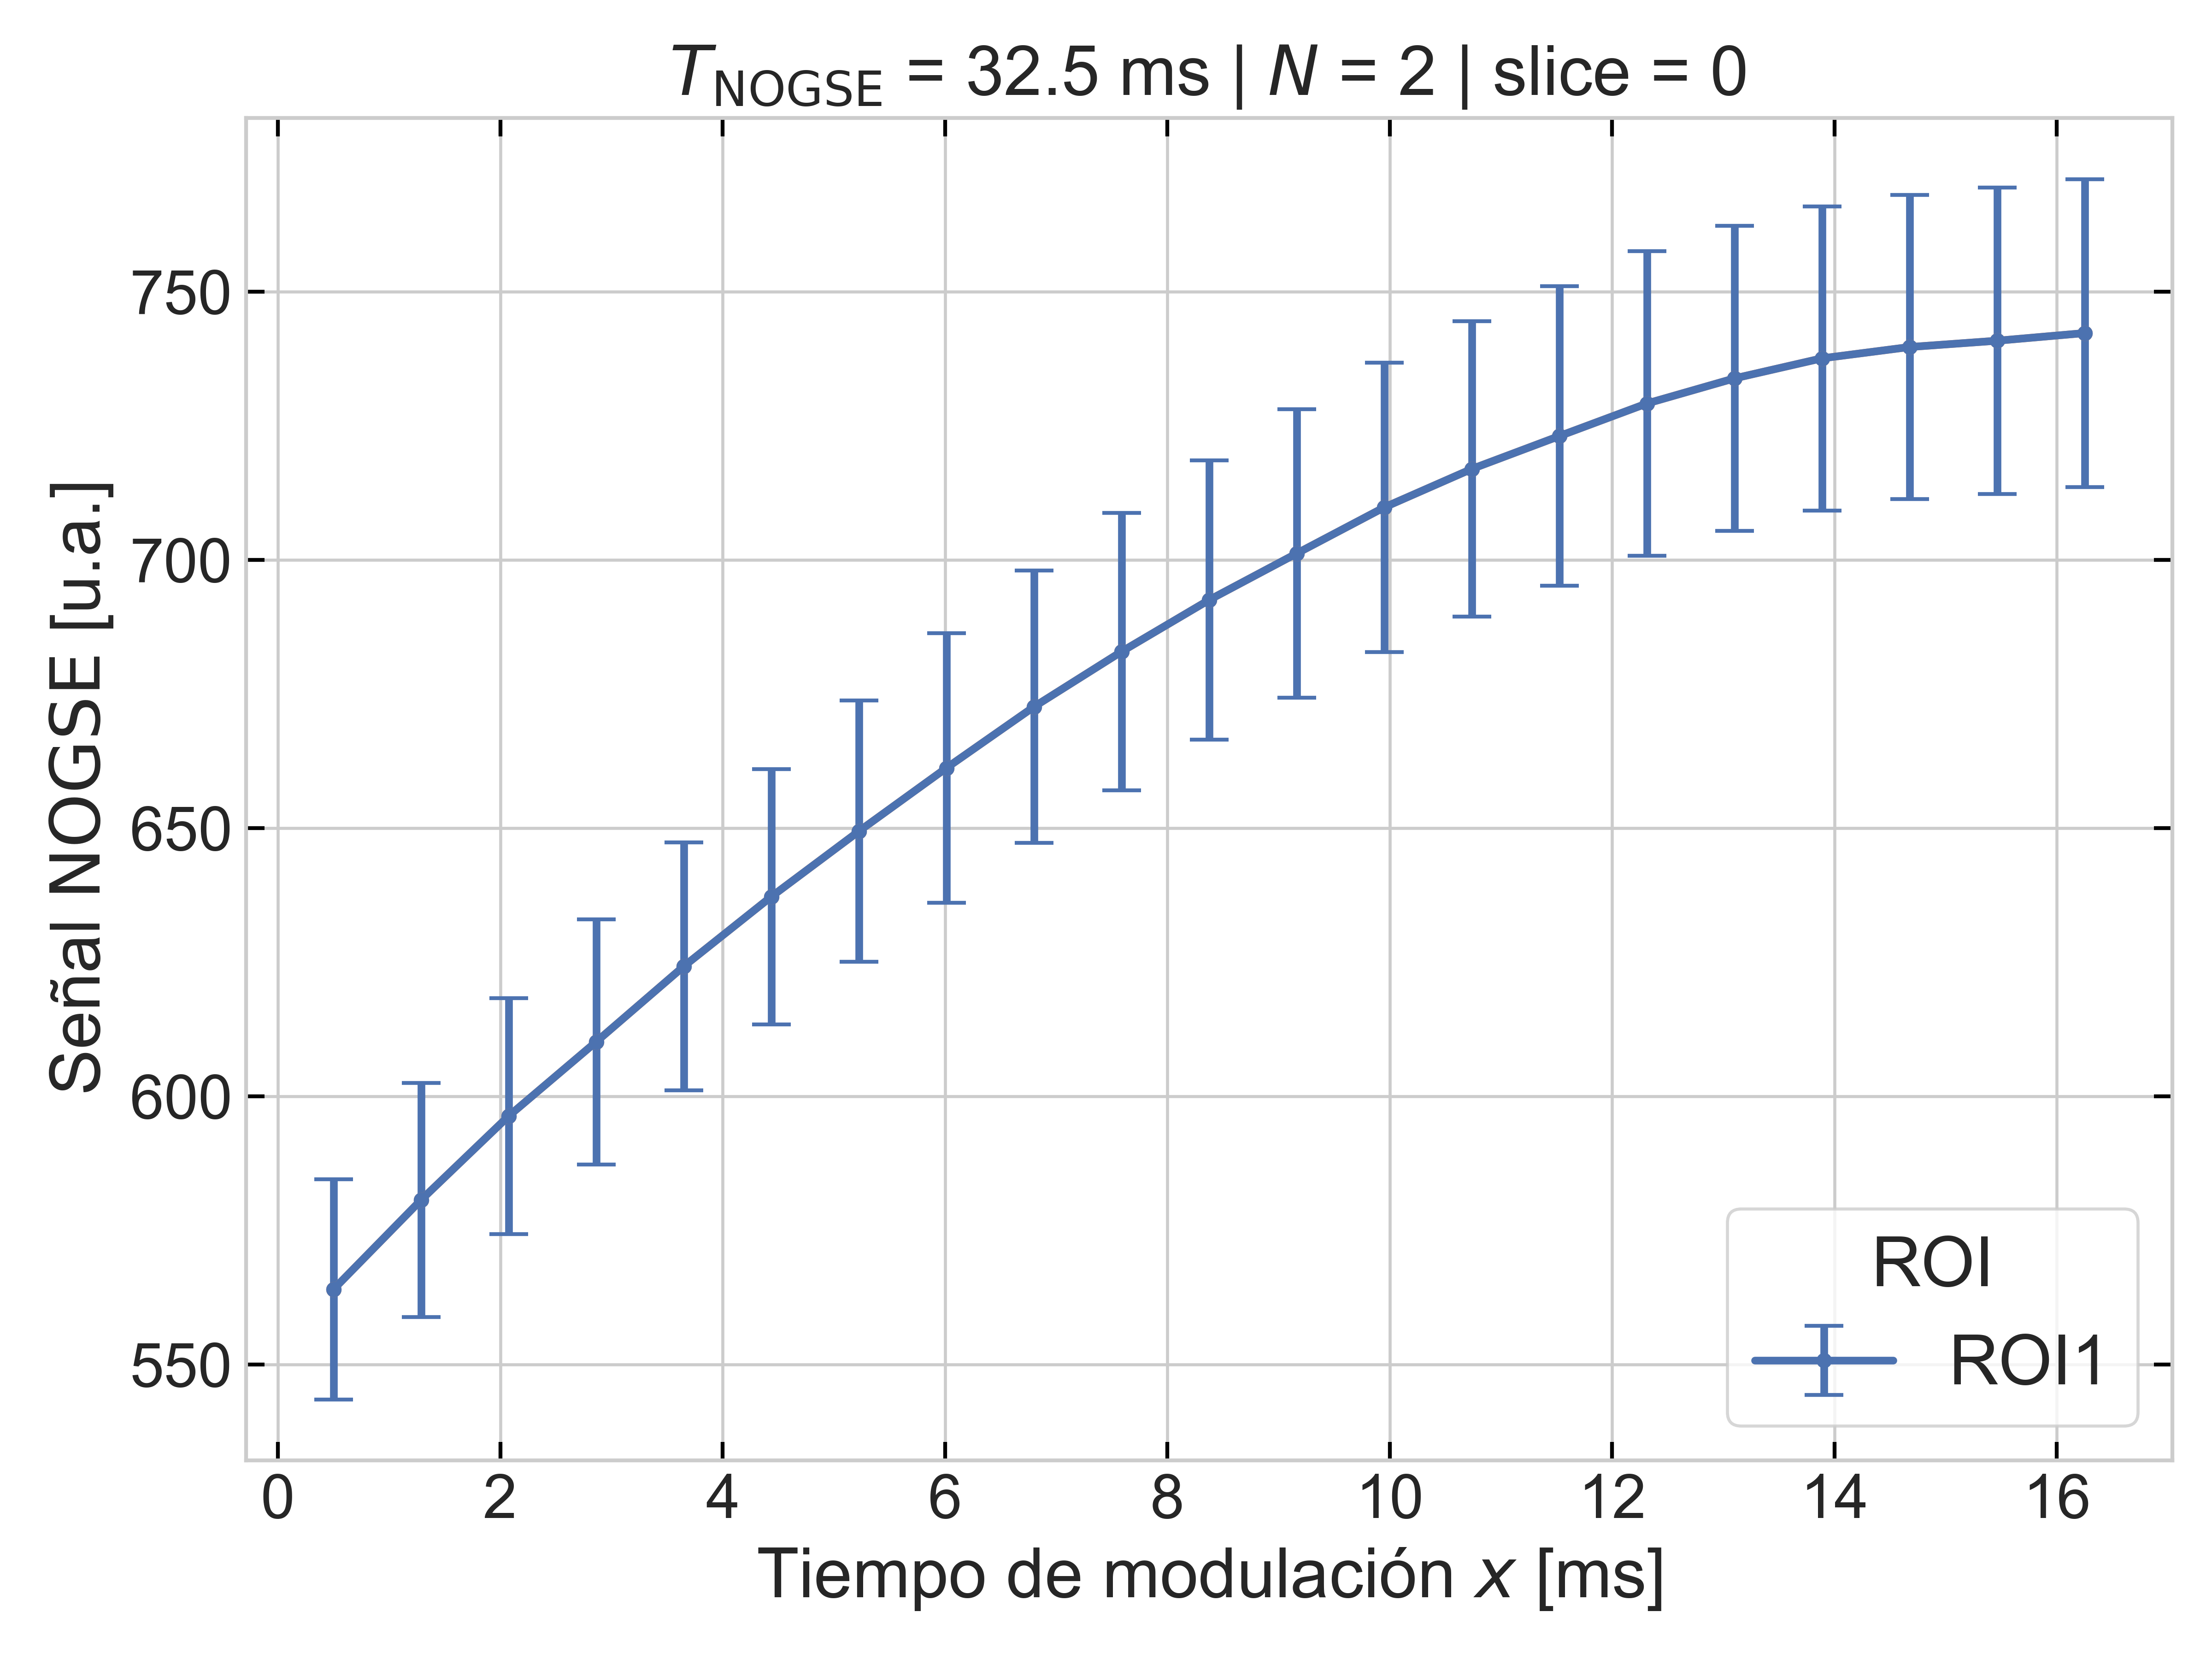 T_NOGSE = 32.5 ms | N = 2 | slice = 0
Señal NOGSE [u.a.]
750
700
650
600
550
ROI
ROI1
0 2 4 6 8 10 12 14 16
Tiempo de modulación x [ms]